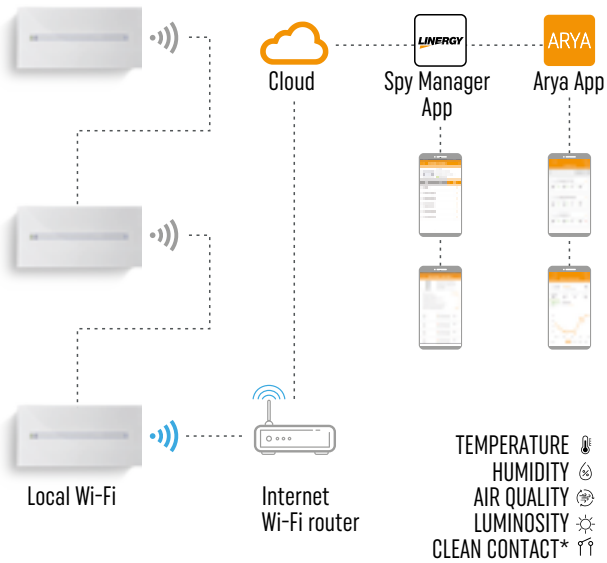 LINERGY
ARYA
Cloud
Spy Manager
App
Arya App
Local Wi-Fi
Internet
Wi-Fi router
TEMPERATURE
HUMIDITY
%
AIR QUALITY
LUMINOSITY
CLEAN CONTACT*